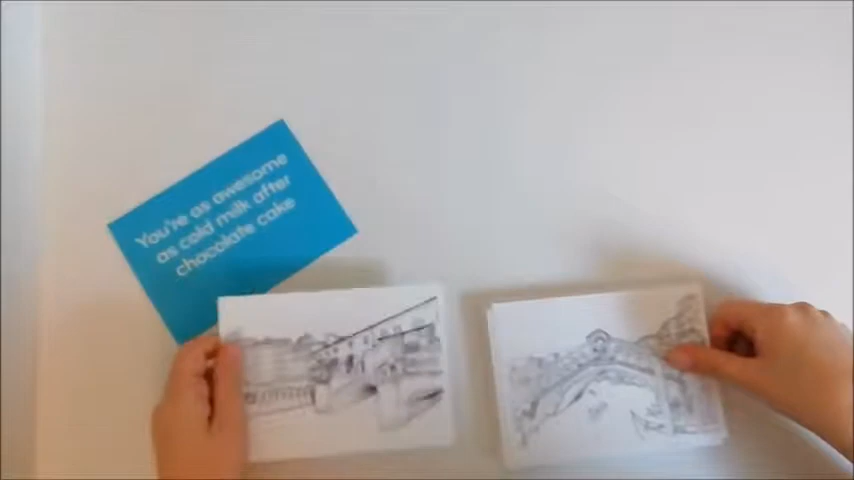 You're as awesome
as cold milk after
chocolate cake